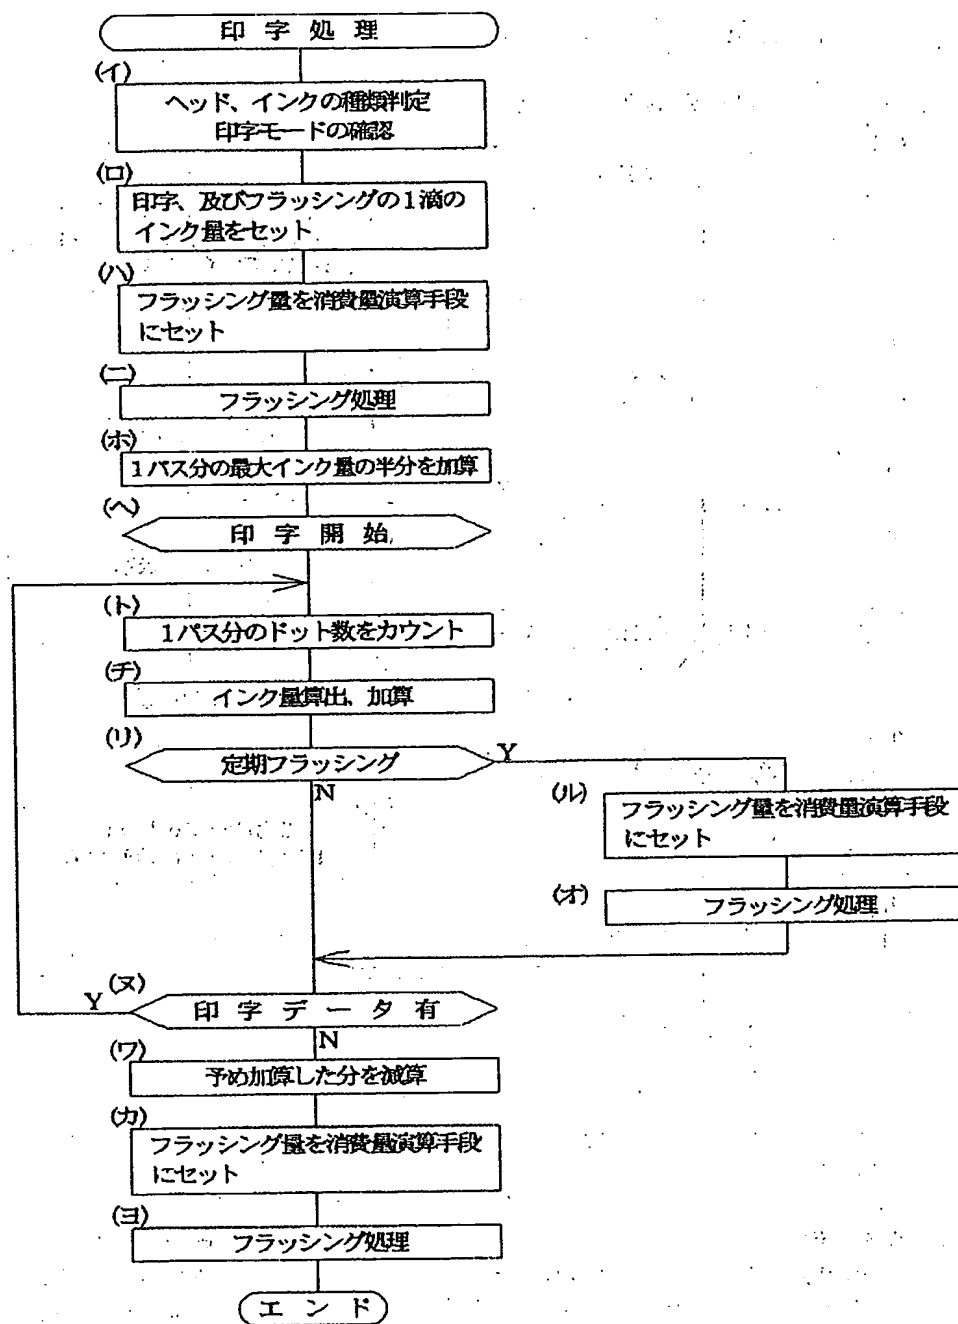 印字処理
(イ)
ヘッド、インクの種類判定
印字モードの確認
(ロ)
印字、及びフラッシングの1滴の
インク量をセット
(ハ)
フラッシング量を消費量演算手段
にセット
(ニ)
フラッシング処理
(ホ)
1パス分の最大インク量の半分を加算
(ヘ)
印字開始
(ト)
1パス分のドット数をカウント
(チ)
インク量算出、加算
(リ)
定期フラッシング
Y
N
(ル)
フラッシング量を消費量演算手段
にセット
(オ)
フラッシング処理
(ヌ)
Y
印字データ有
N
(ワ)
予め加算した分を減算
(カ)
フラッシング量を消費量演算手段
にセット
(ヨ)
フラッシング処理
エンド